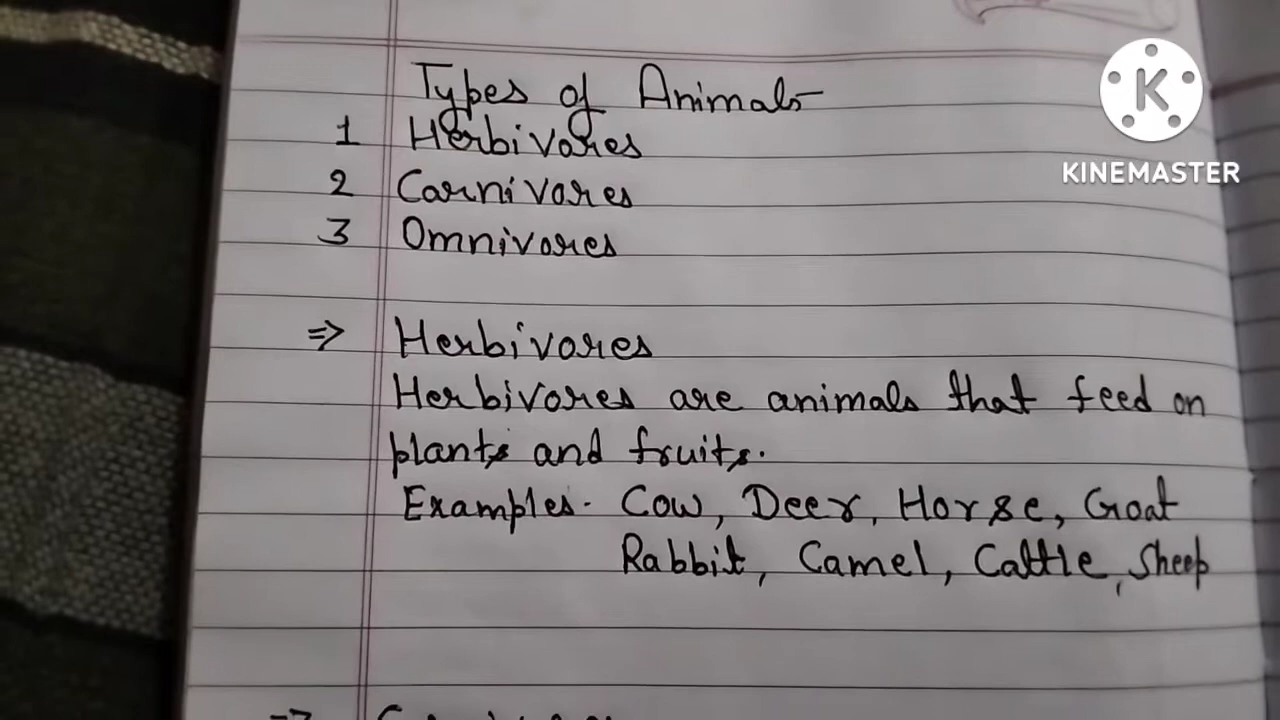 Types of Animals
1 Herbivores
2 Carnivores
3 Omnivores
⇒ Herbivores
Herbivores are animals that feed on
plants and fruits.
Examples. Cow, Deer, Horse, Goat
Rabbit, Camel, Cattle, Sheep
K
KINEMASTER